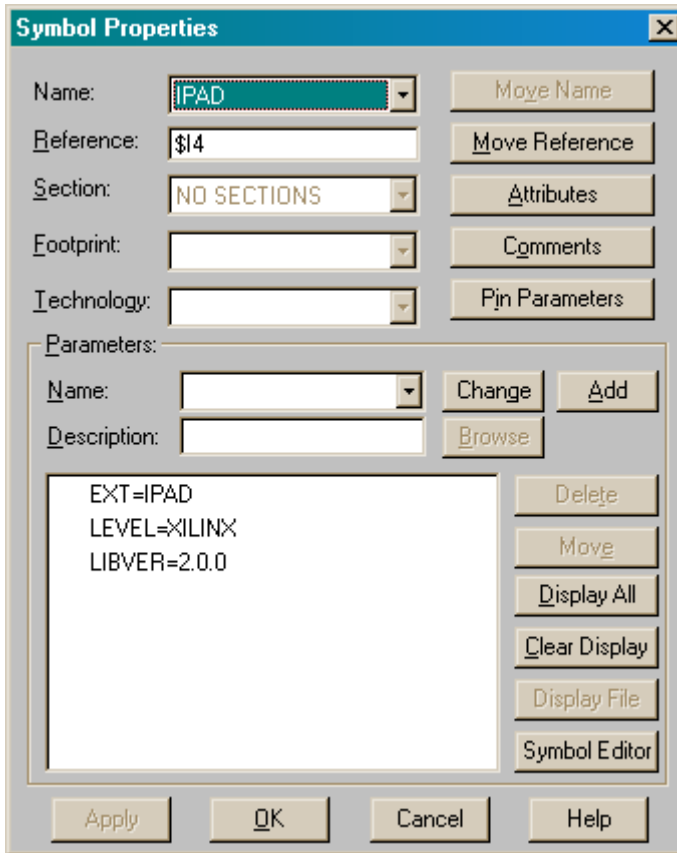 Symbol Properties
Name: IPAD Move Name
Reference: $I4 Move Reference
Section: NO SECTIONS Attributes
Footprint: Comments
Technology: Pin Parameters
Parameters:
Name: Change Add
Description: Browse
EXT=IPAD Delete
LEVEL=XILINX Move
LIBVER=2.0.0
Display All
Clear Display
Display File
Symbol Editor
Apply OK Cancel Help